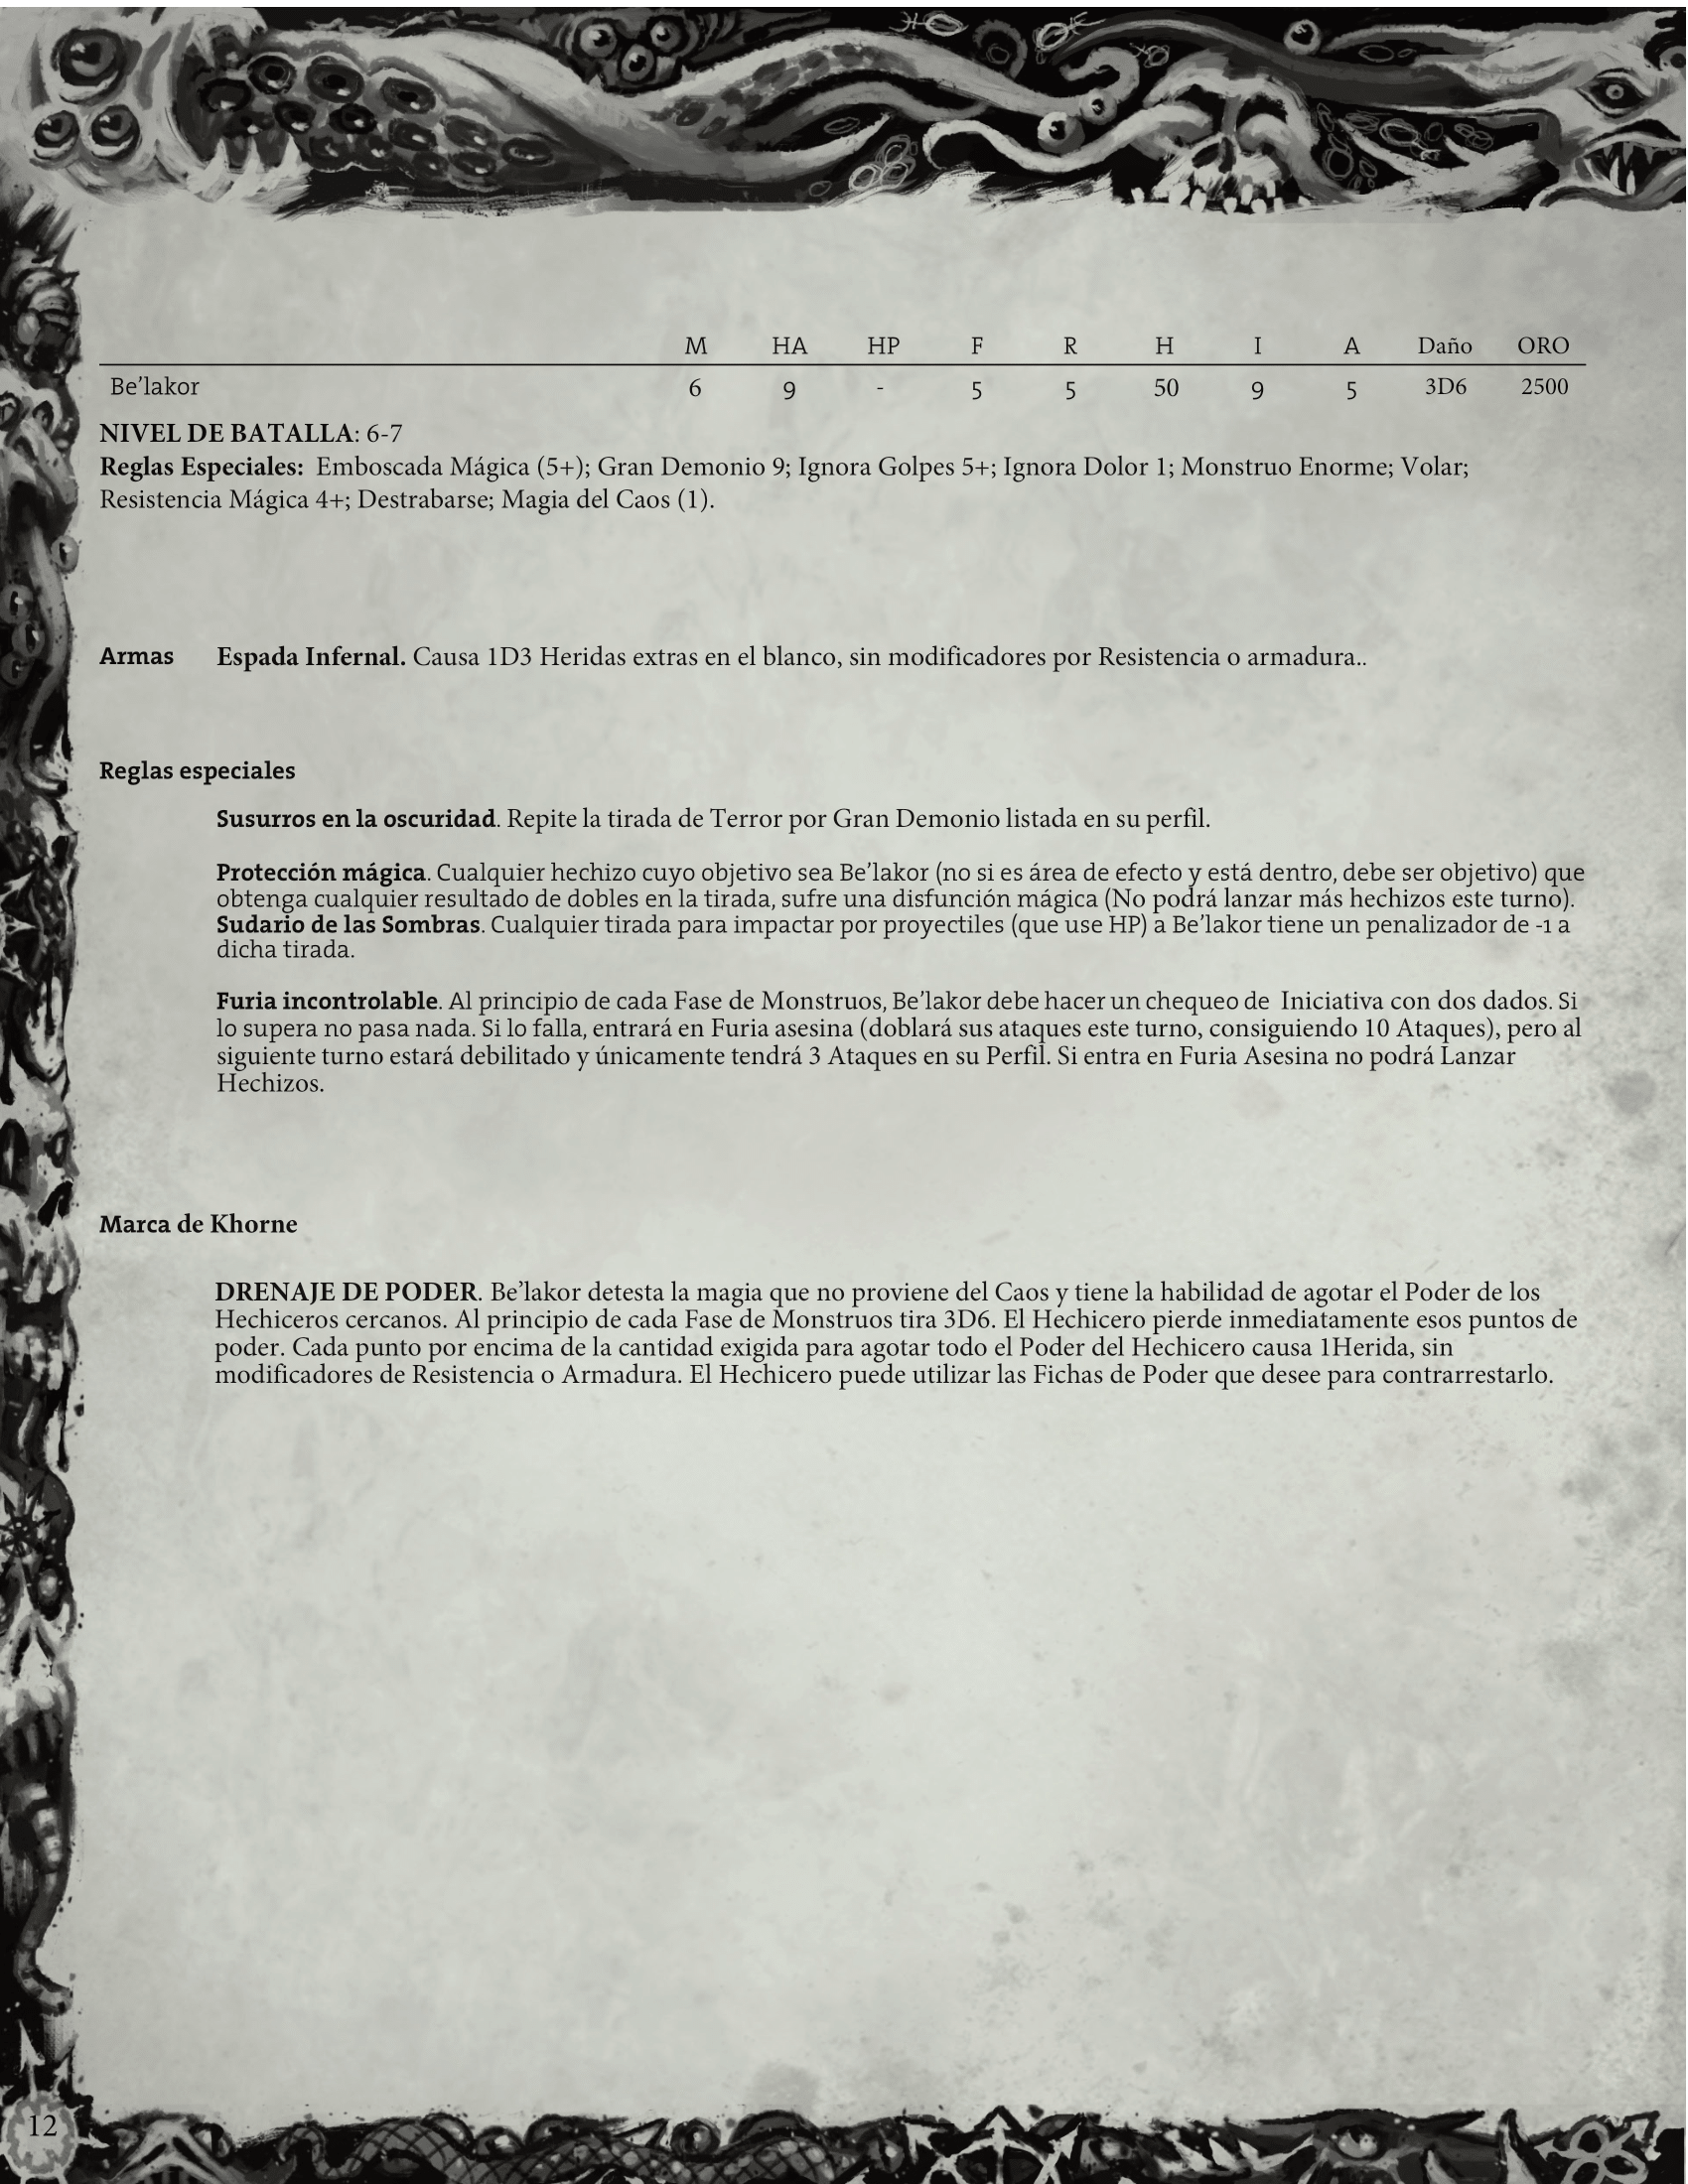 M HA HP F R H I A Daño ORO
Be’lakor 6 9 - 5 5 50 9 5 3D6 2500
NIVEL DE BATALLA: 6-7
Reglas Especiales: Emboscada Mágica (5+); Gran Demonio 9; Ignora Golpes 5+; Ignora Dolor 1; Monstruo Enorme; Volar;
Resistencia Mágica 4+; Destrabarse; Magia del Caos (1).
Armas Espada Infernal. Causa 1D3 Heridas extras en el blanco, sin modificadores por Resistencia o armadura..
Reglas especiales
Susurros en la oscuridad. Repite la tirada de Terror por Gran Demonio listada en su perfil.
Protección mágica. Cualquier hechizo cuyo objetivo sea Be’lakor (no si es área de efecto y está dentro, debe ser objetivo) que
obtenga cualquier resultado de dobles en la tirada, sufre una disfunción mágica (No podrá lanzar más hechizos este turno).
Sudario de las Sombras. Cualquier tirada para impactar por proyectiles (que use HP) a Be’lakor tiene un penalizador de -1 a
dicha tirada.
Furia incontrolable. Al principio de cada Fase de Monstruos, Be’lakor debe hacer un chequeo de Iniciativa con dos dados. Si
lo supera no pasa nada. Si lo falla, entrará en Furia asesina (doblará sus ataques este turno, consiguiendo 10 Ataques), pero al
siguiente turno estará debilitado y únicamente tendrá 3 Ataques en su Perfil. Si entra en Furia Asesina no podrá Lanzar
Hechizos.
Marca de Khorne
DRENAJE DE PODER. Be’lakor detesta la magia que no proviene del Caos y tiene la habilidad de agotar el Poder de los
Hechiceros cercanos. Al principio de cada Fase de Monstruos tira 3D6. El Hechicero pierde inmediatamente esos puntos de
poder. Cada punto por encima de la cantidad exigida para agotar todo el Poder del Hechicero causa 1Herida, sin
modificadores de Resistencia o Armadura. El Hechicero puede utilizar las Fichas de Poder que desee para contrarrestarlo.
12